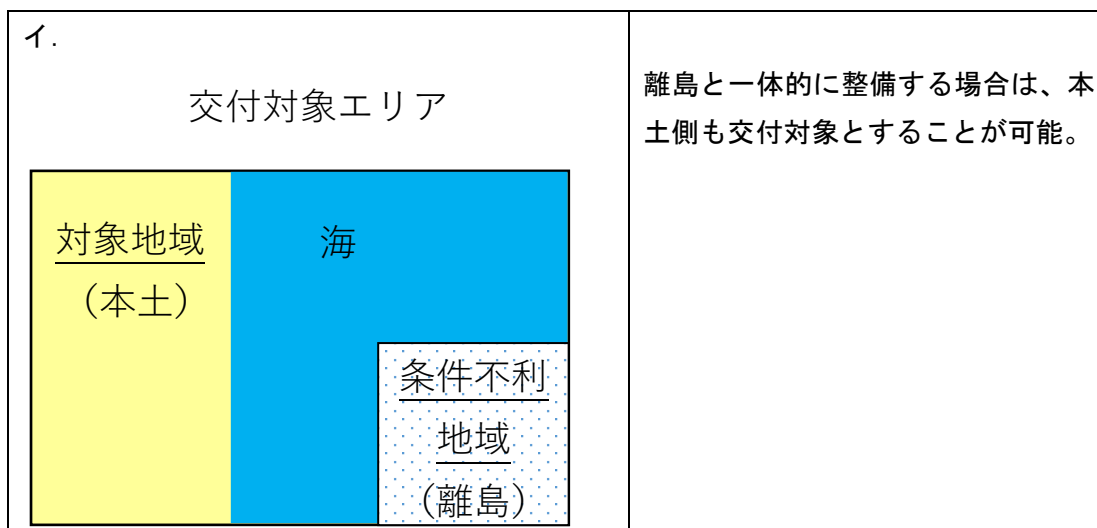 イ.
交付対象エリア
対象地域
（本土）
海
条件不利
地域
（離島）
離島と一体的に整備する場合は、本
土側も交付対象とすることが可能。